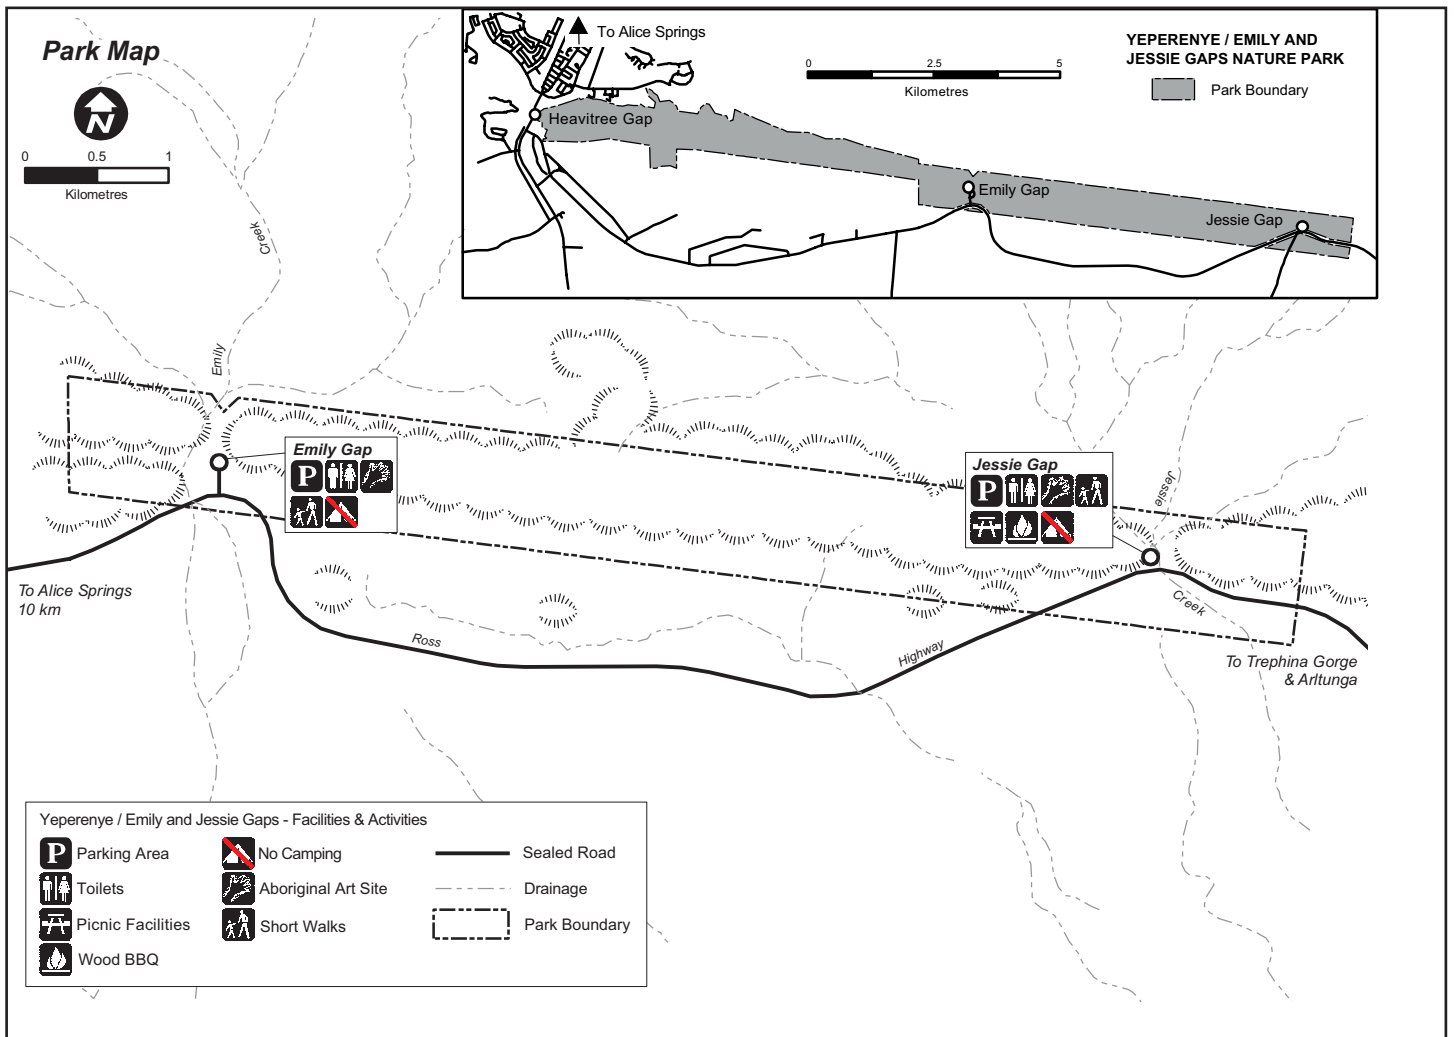 Park Map
N
0 0.5 1
Kilometres
To Alice Springs
0 2.5 5
Kilometres
YEPERENYE / EMILY AND
JESSIE GAPS NATURE PARK
Park Boundary
Heavitree Gap
Emily Gap
Jessie Gap
Creek
Emily
Emily Gap
P
Jessie Gap
P
Jessie
Creek
To Alice Springs
10 km
Ross
Highway
To Trephina Gorge
& Arltunga
Yeperenye / Emily and Jessie Gaps - Facilities & Activities
P Parking Area
Toilets
Picnic Facilities
Wood BBQ
No Camping
Aboriginal Art Site
Short Walks
Sealed Road
Drainage
Park Boundary